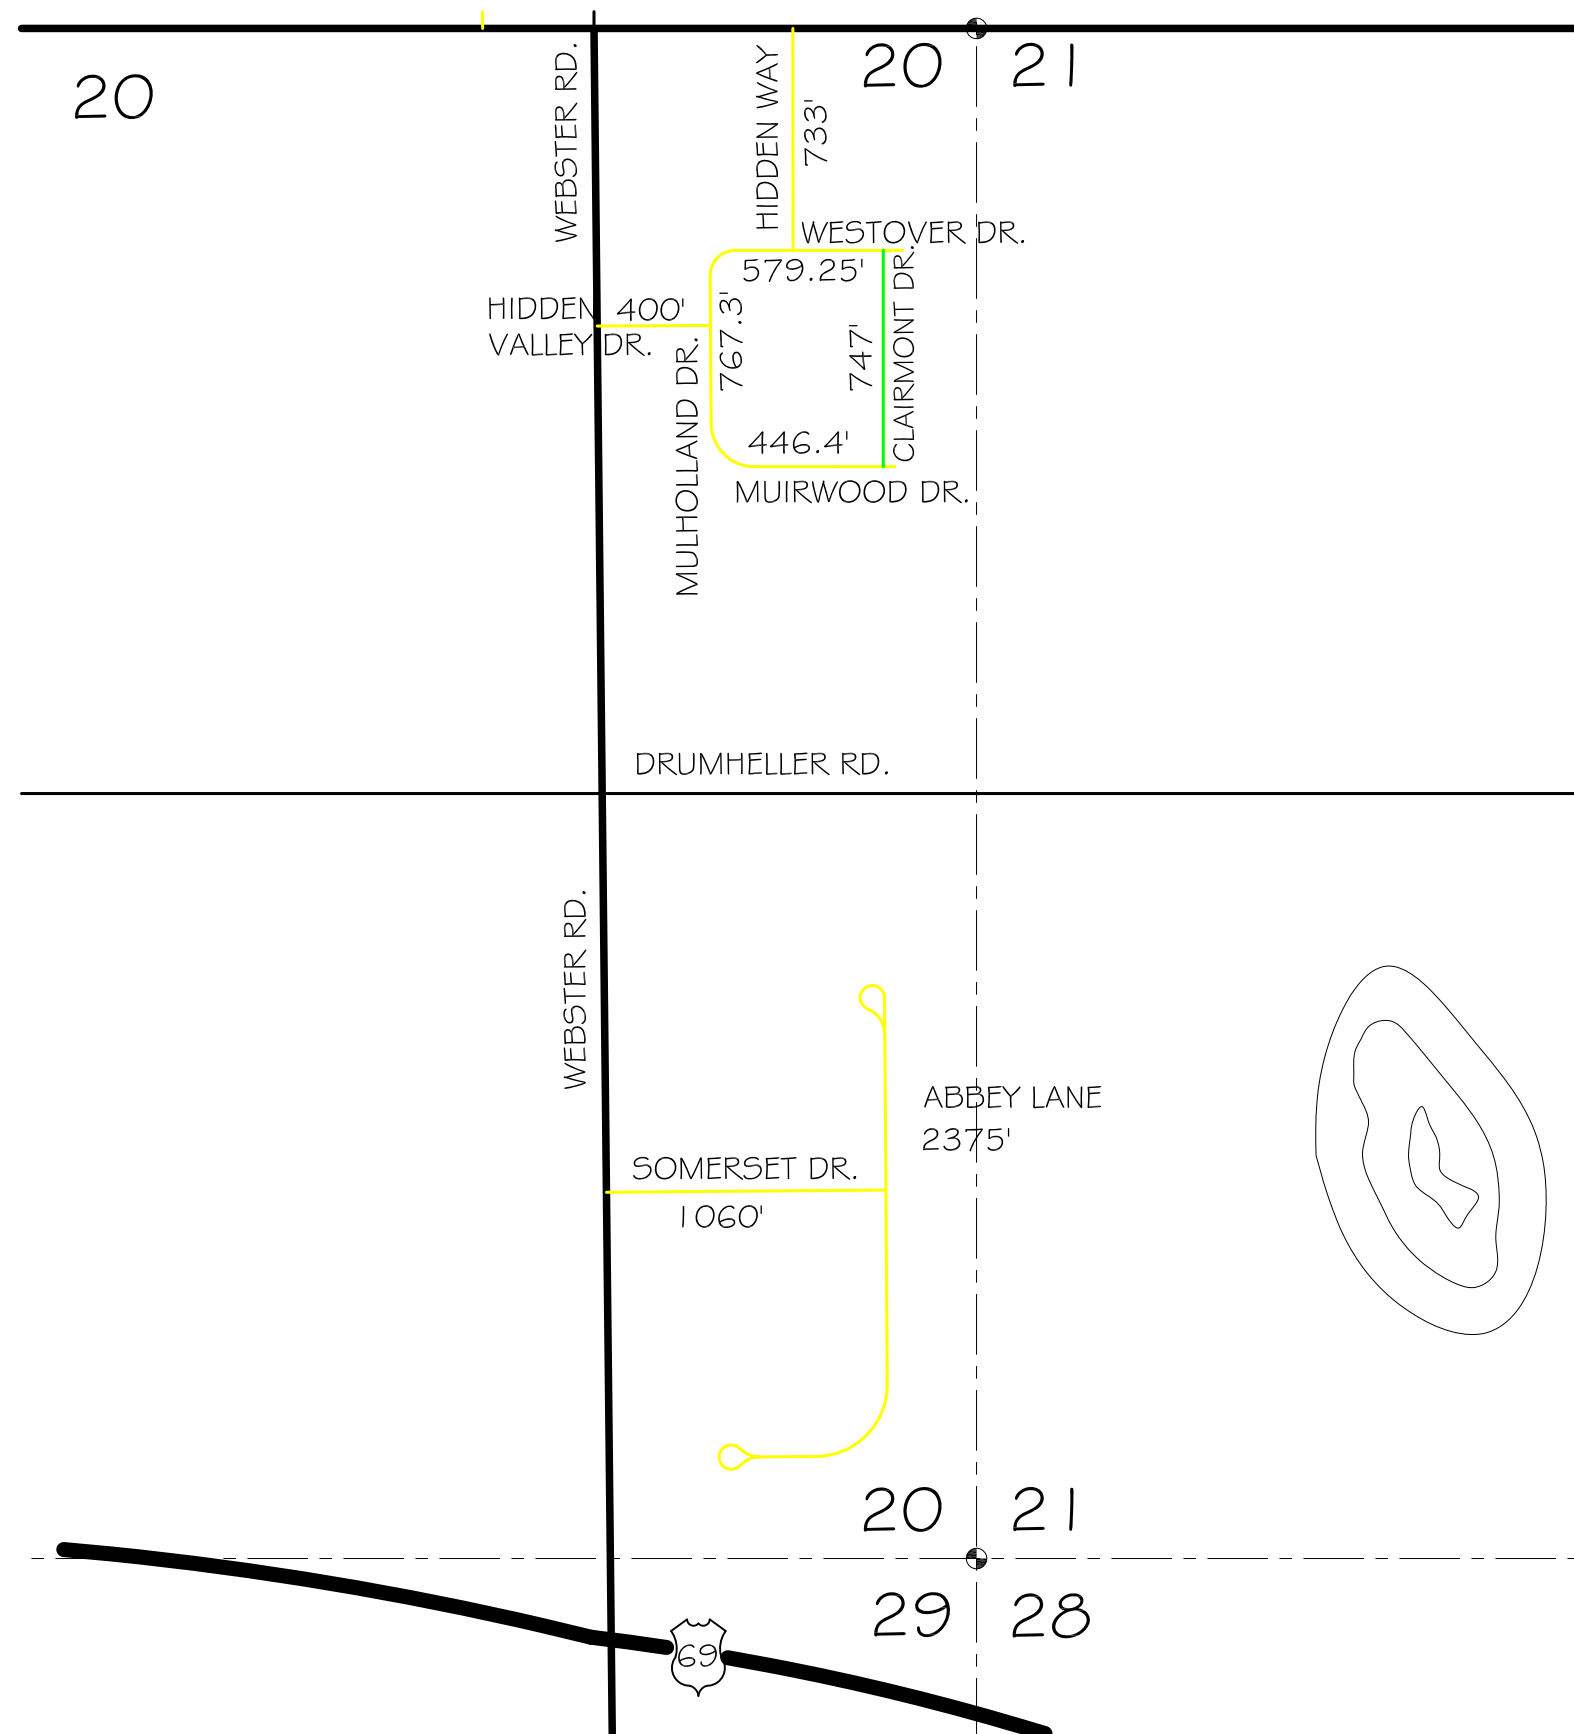 20
WEBSTER RD.
HIDDEN WAY
733'
20
21
WESTOVER DR.
579.25'
HIDDEN
VALLEY DR.
400'
MULHOLLAND DR.
767.3'
747'
CLAIRMONT DR.
446.4'
MUIRWOOD DR.
DRUMHELLER RD.
WEBSTER RD.
ABBEY LANE
2375'
SOMERSET DR.
1060'
20
21
29
28
69